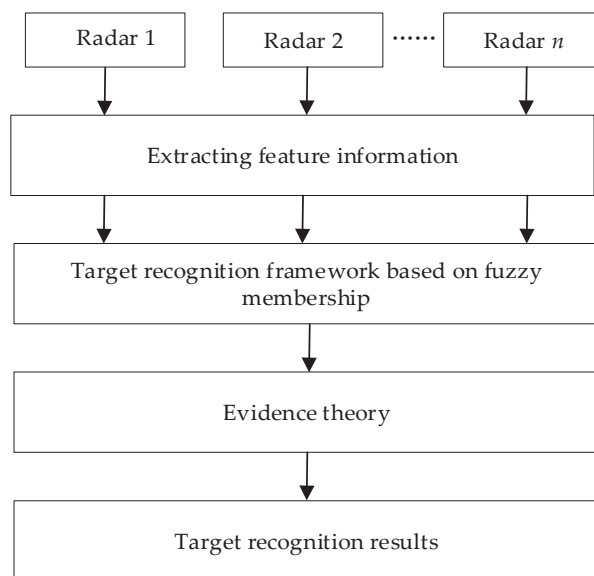 Radar 1 Radar 2 ...... Radar n
Extracting feature information
Target recognition framework based on fuzzy
membership
Evidence theory
Target recognition results